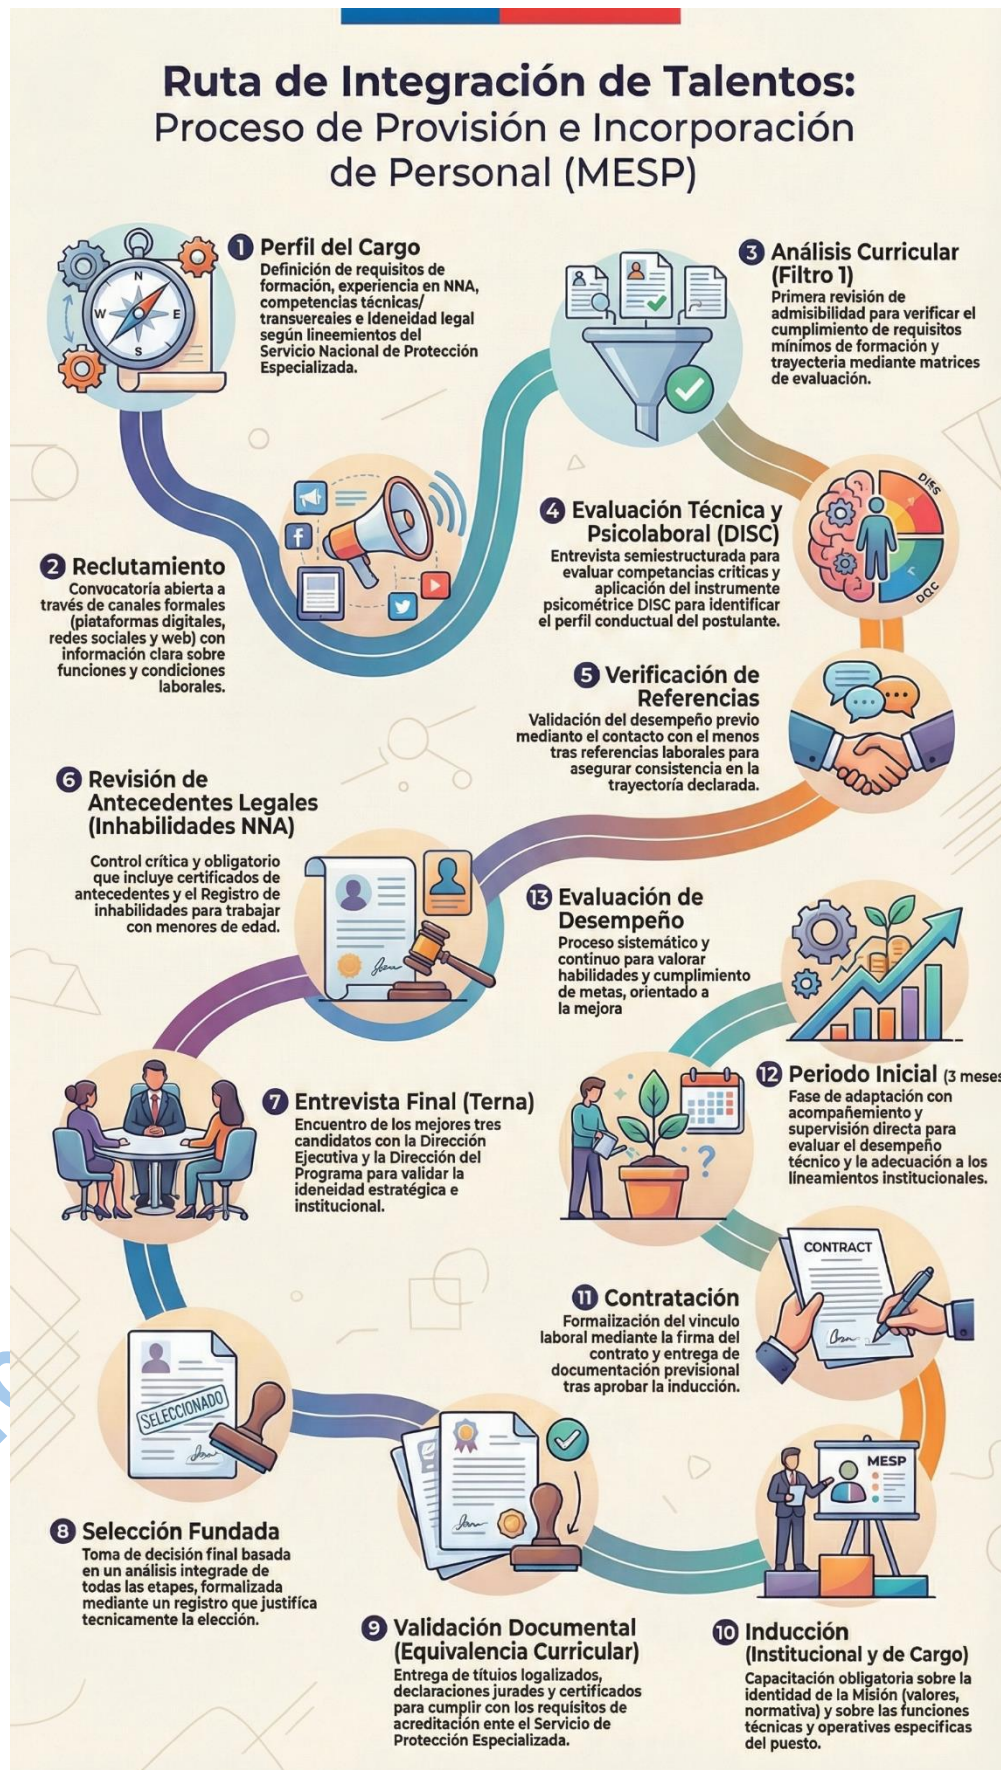 Ruta de Integración de Talentos:
Proceso de Provisión e Incorporación
de Personal (MESP)
1 Perfil del Cargo
Definición de requisitos de
formación, experiencia en NNA,
competencias técnicas/
transvercales e Ideneidad legal
según lineementos del
Servicio Nacional de Protección
Especializada.
N
W
E
S
2 Reclutamiento
Convucatoría abierta a
través de canales formales
(pıataformas digitales,
redes sociales y web) con
información clara sobre
funciones y condiciones
laborales.
3 Análisis Curricular
(Filtro 1)
Primera revisión de
admisibilidad para verificar el
cumplimiento de requisitos
mínimos de formación y
trayecteria mediante matrices
de evaluación.
4 Evaluación Técnica y
Psicolaboral (DISC)
Entrevista semiestructurada para
evaluar competancias criticas y
aplicación del instrumente
psicométrice DISC para identificar
el perfil conductual del postulante.
5 Verificación de
Referencias
Validación del desempeño previo
medianto el contacto con el menos
tras referencias laborales para
asegurar consistencia en la
trayectoría declarada.
6 Revisión de
Antecedentes Legales
(Inhabilidades NNA)
Control crítica y obligatorio
que incluye certificados de
antecedentes y el Registro de
inhabilidades para trabajar
con menores de edad.
7 Entrevista Final (Terna)
Encuentro de los mejores tres
candidatos con la Dirección
Ejecutiva y la Dirección del
Programa para validar la
ideneidad estratégica e
institucional.
SELECCIONADO
8 Selección Fundada
Toma de decisión final basada
en un análisis integrade de
todas las etapes, formalizada
mediante un registro que justifíca
tecnicamente la elección.
9 Validación Documental
(Equivalencia Curricular)
Entrega de títuios logalizados,
declaraciones jurades y certificados
para cumplir con los requisitos de
acreditación ente el Servicio de
Protección Especializada.
MESP
10 Inducción
(Institucional y de Cargo)
Capacitación obligatoria sobre la
identidad de la Misión (valores,
normativa) y sobre las funciones
técnicas y operatives especificas
del puesto.
CONTRACT
11 Contratación
Formalización del vinculo
laboral mediante la firma del
contrato y entrega de
documentación previsional
tras aprobar la inducción.
12 Periodo Inicial (3 meses
Fase de adaptación con
acompañemiento y
supervisión directa para
evaluar el desempeño
técnico y le adecuación a los
líneamientos institucionales.
13 Evaluación de
Desempeño
Proceso sistemático y
continuo para valorar
habilidades y cumplimiento
de metas, orientado a
la mejora